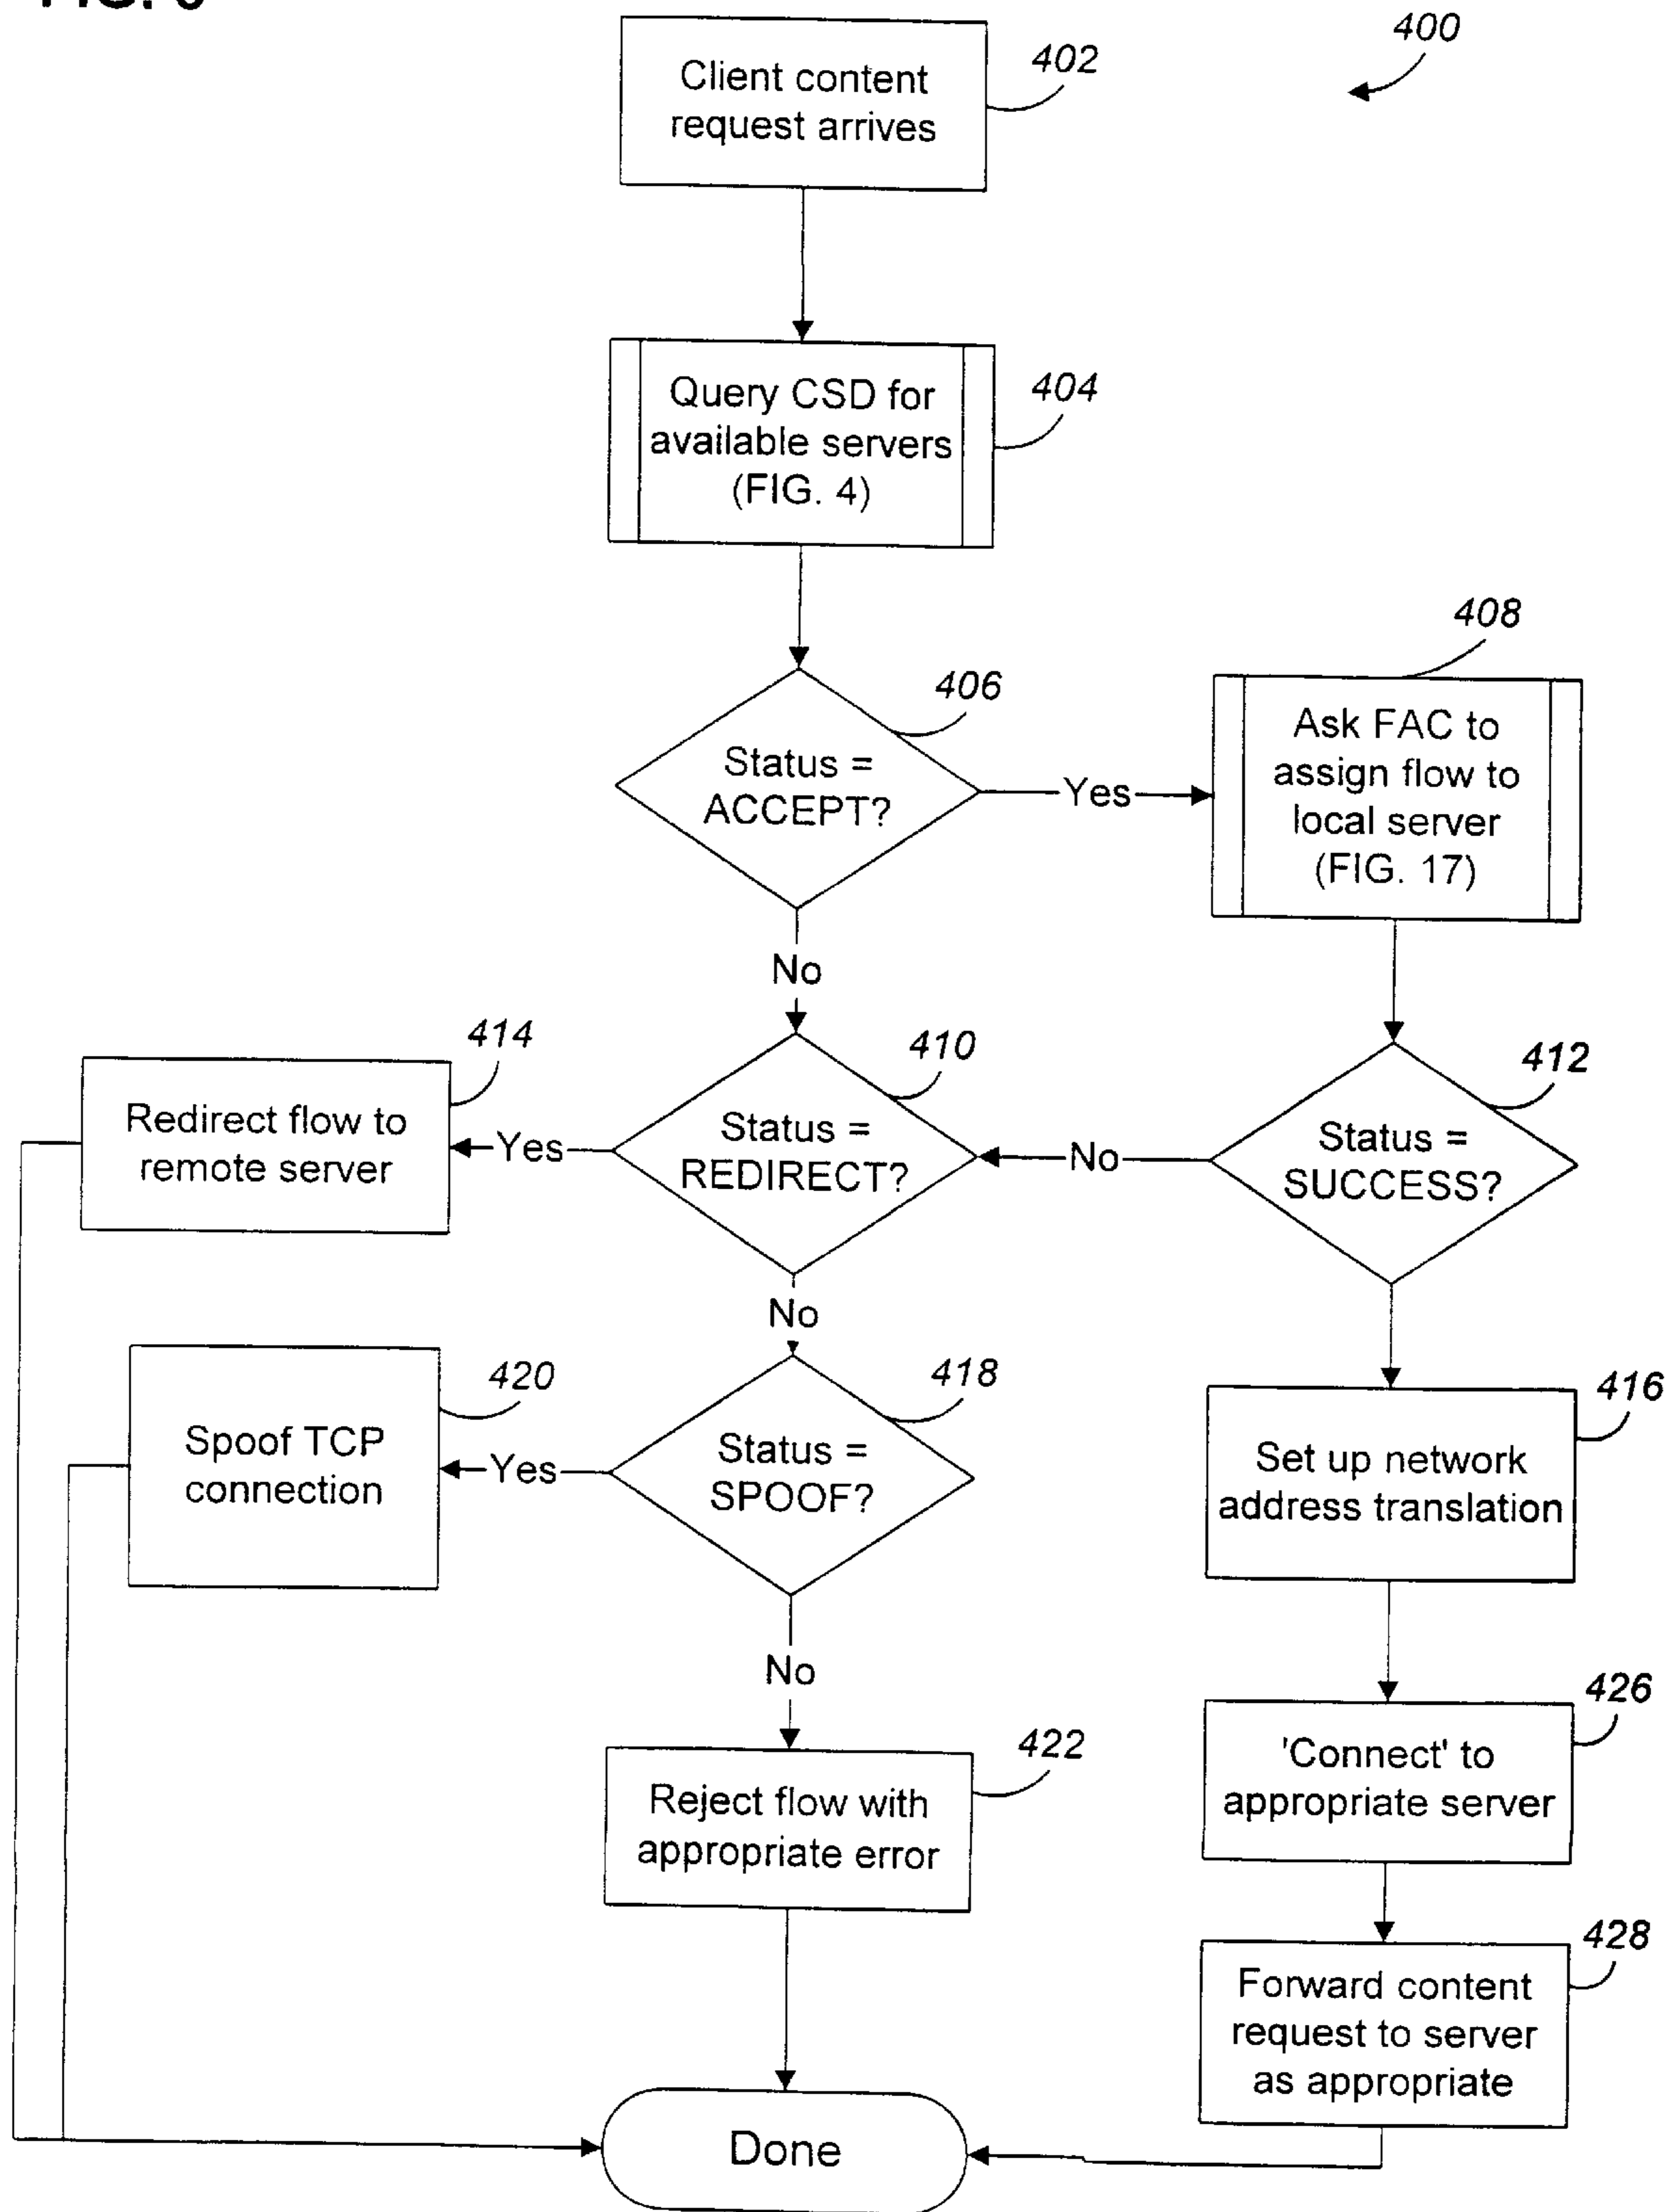 400
Client content
request arrives
402
Query CSD for
available servers
(FIG. 4)
404
406
Status =
ACCEPT?
Yes
408
Ask FAC to
assign flow to
local server
(FIG. 17)
No
414
Redirect flow to
remote server
Yes
410
Status =
REDIRECT?
No
412
Status =
SUCCESS?
No
420
Spoof TCP
connection
Yes
418
Status =
SPOOF?
416
Set up network
address translation
No
422
Reject flow with
appropriate error
426
'Connect' to
appropriate server
428
Forward content
request to server
as appropriate
Done